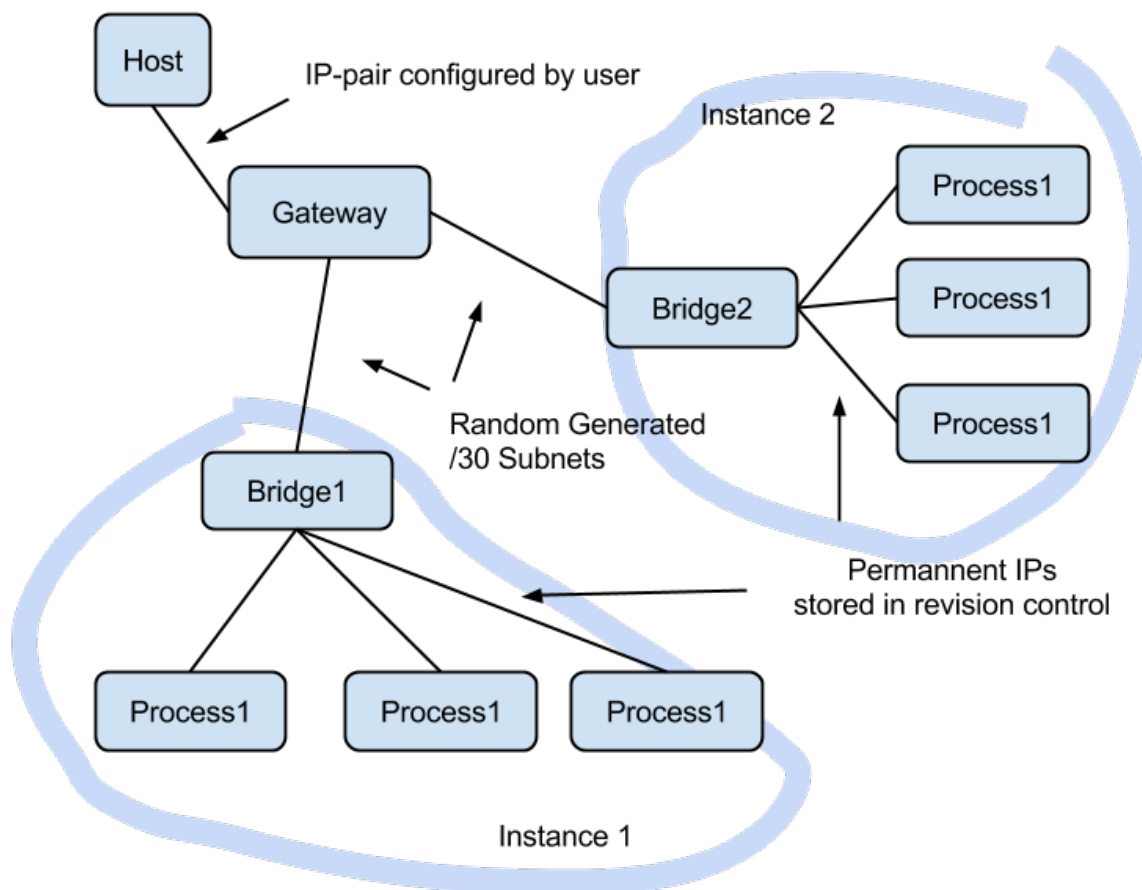 Host
IP-pair configured by user
Instance 2
Process1
Gateway
Process1
Bridge2
Process1
Random Generated
/30 Subnets
Bridge1
Permannent IPs
stored in revision control
Process1
Process1
Process1
Instance 1